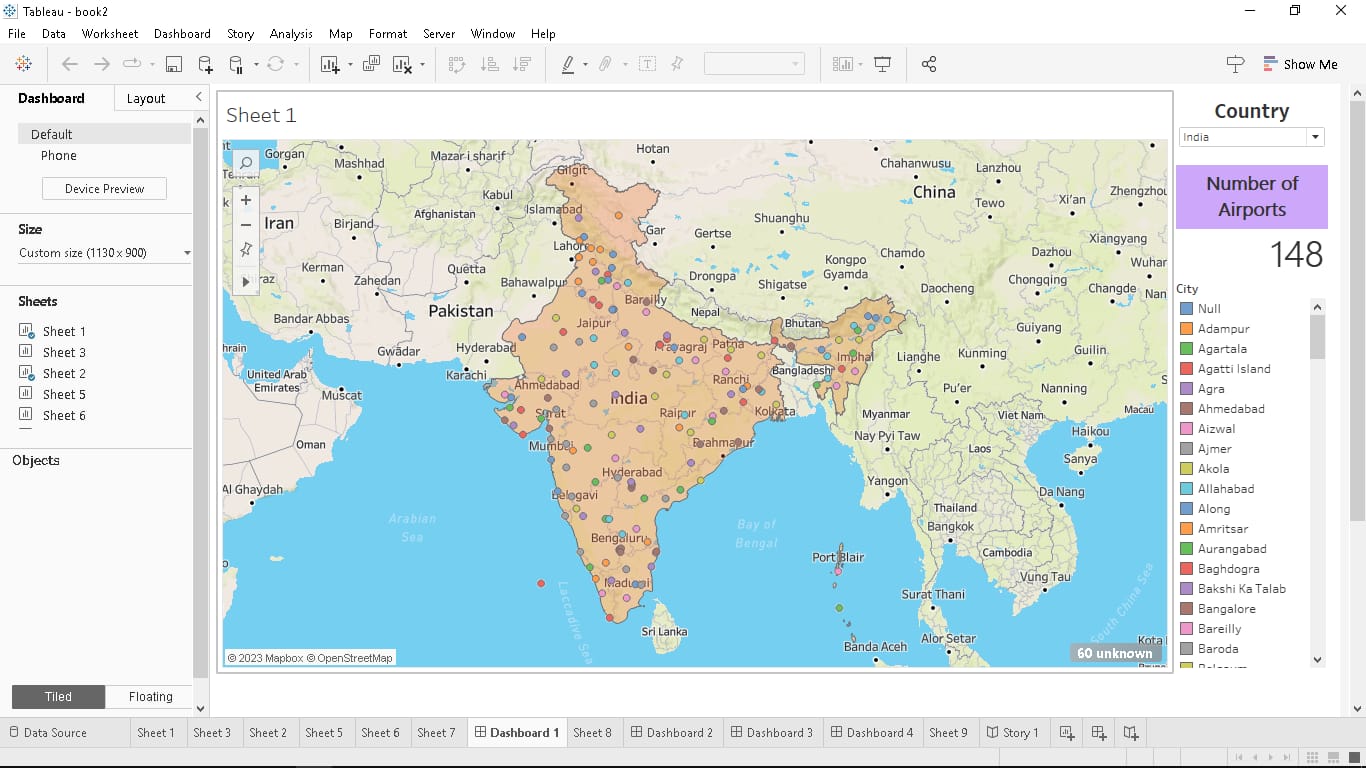 Tableau - book2
File Data Worksheet Dashboard Story Analysis Map Format Server Window Help
Show Me
Dashboard Layout
Default
Phone
Device Preview
Size
Custom size (1130 x 900)
Sheets
Sheet 1
Sheet 3
Sheet 2
Sheet 5
Sheet 6
Objects
Tiled Floating
Sheet 1
Hotan
Gorgan
Mashhad
Mazar i sharif
Chahanwusu
Lanzhou
Gilgit
China
Zhengzhou
Kabul
Islamabad
Tewo
Xi'an
Afghanistan
Iran
Birjand
Shuanghu
Gar
Gertse
Lahore
Xiangyang
Kerman
Zahedan
Quetta
Bahawalpur
Drongpa
Shigatse
Kongpo
Gyamda
Chamdo
Dazhou
Chongqing
Daocheng
Changde
Bareilly
Pakistan
Nepal
Bandar Abbas
Jaipur
Bhutan
Guiyang
Gwadar
Hyderabad
Prayagraj
Patna
Imphal
Lianghe
Kunming
Guilin
Karachi
Bangladesh
United Arab
Emirates
Muscat
Ahmedabad
Ranchi
India
Pu'er
Nanning
Surat
Raipur
Kolkata
Myanmar
Viet Nam
Macau
Oman
Mumbai
Brahmapur
Nay Pyi Taw
Laos
Haikou
Sanya
Hyderabad
Al Ghaydah
Belagavi
Yangon
Da Nang
Arabian
Sea
Bay of
Bengal
Thailand
Bangkok
Bengaluru
Port Blair
Cambodia
Madurai
Vung Tau
Laccadive Sea
Surat Thani
South China Sea
Sri Lanka
Banda Aceh
Alor Setar
Kota
© 2023 Mapbox © OpenStreetMap
60 unknown
Country
India
Number of
Airports
148
City
Null
Adampur
Agartala
Agatti Island
Agra
Ahmedabad
Aizwal
Ajmer
Akola
Allahabad
Along
Amritsar
Aurangabad
Baghdogra
Bakshi Ka Talab
Bangalore
Bareilly
Baroda
Data Source Sheet 1 Sheet 3 Sheet 2 Sheet 5 Sheet 6 Sheet 7 Dashboard 1 Sheet 8 Dashboard 2 Dashboard 3 Dashboard 4 Sheet 9 Story 1